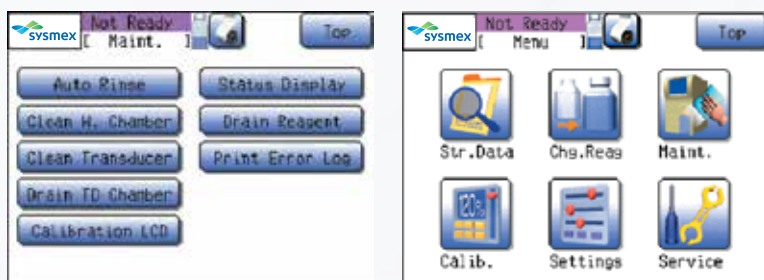 sysmex
Not Ready
[ Maint. ]
Top
Auto Rinse
Status Display
Clean W. Chamber
Drain Reagent
Clean Transducer
Print Error Log
Drain TD Chamber
Calibration LCD
sysmex
Not Ready
[ Menu ]
Top
Str.Data
Chg.Reag
Maint.
120%
Calib.
Settings
Service